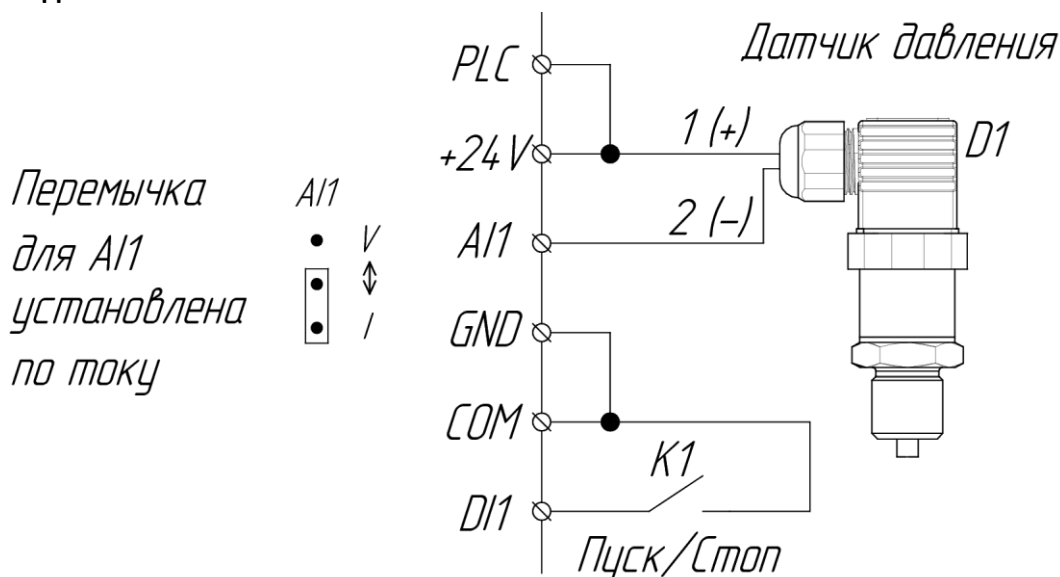 Датчик давления
PLC
+24V
1 (+)
D1
Перемычка
для AI1
установлена
по току
AI1
V
I
AI1
2 (-)
GND
COM
K1
DI1
Пуск/Стоп